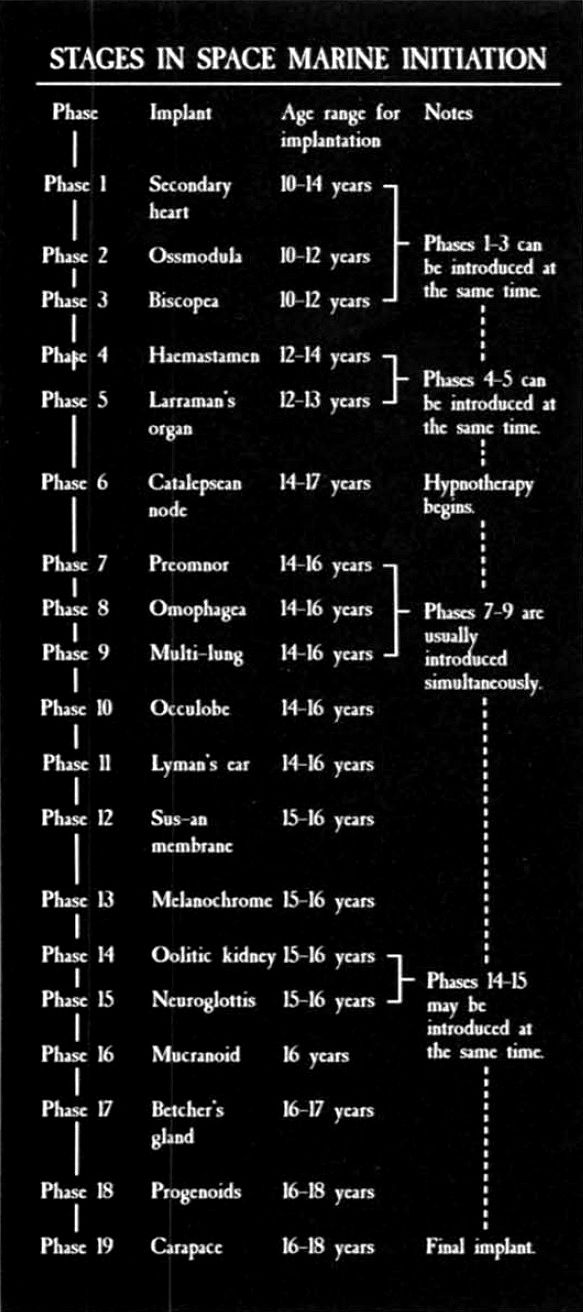 STAGES IN SPACE MARINE INITIATION
Phase Implant Age range for Notes
implantation
Phase 1 Secondary 10-14 years
heart
Phases 1-3 can
Phase 2 Ossmodula 10-12 years be introduced at
the same time.
Phase 3 Biscopea 10-12 years
Phase 4 Haemastamen 12-14 years
Phases 4-5 can
Phase 5 Larraman's 12-13 years be introduced at
organ the same time.
Phase 6 Catalepsean 14-17 years Hypnotherapy
node begins.
Phase 7 Preomnor 14-16 years
Phase 8 Omophagea 14-16 years Phases 7-9 are
usually
Phase 9 Multi-lung 14-16 years introduced
simultaneously.
Phase 10 Occulobe 14-16 years
Phase 11 Lyman's ear 14-16 years
Phase 12 Sus-an 15-16 years
membrane
Phase 13 Melanochrome 15-16 years
Phase 14 Oolitic kidney 15-16 years
Phases 14-15
Phase 15 Neuroglottis 15-16 years may be
introduced at
Phase 16 Mucranoid 16 years the same time.
Phase 17 Betcher's 16-17 years
gland
Phase 18 Progenoids 16-18 years
Phase 19 Carapace 16-18 years Final implant.